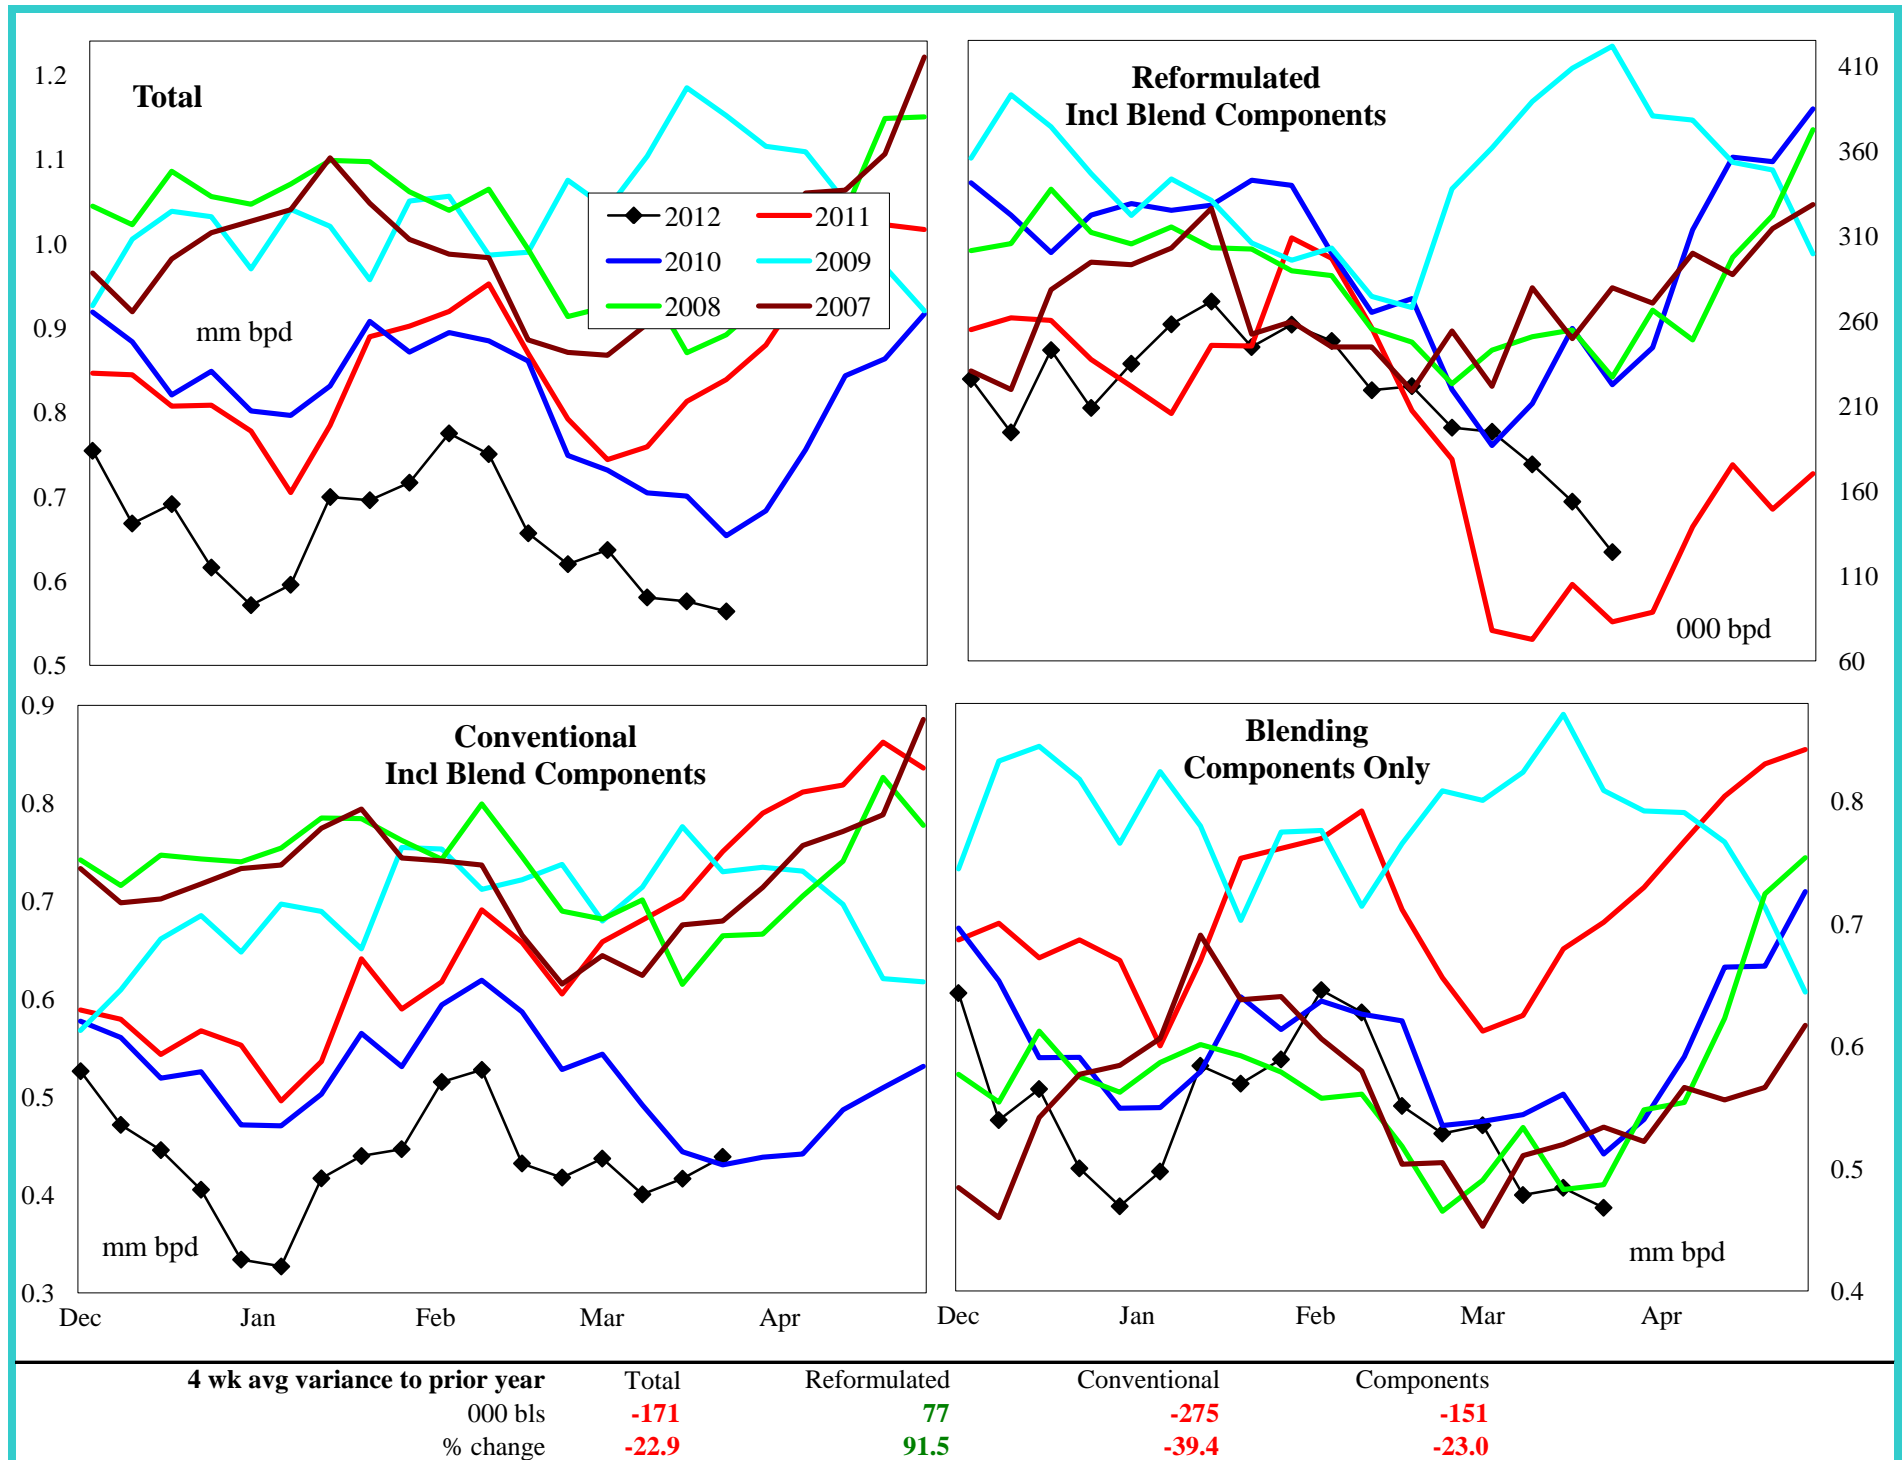 Total
1.2
1.1
1.0
0.9
0.8
0.7
0.6
0.5
mm bpd
2012 2011
2010 2009
2008 2007
Reformulated
Incl Blend Components
410
360
310
260
210
160
110
60
000 bpd
Conventional
Incl Blend Components
0.9
0.8
0.7
0.6
0.5
0.4
0.3
mm bpd
Dec Jan Feb Mar Apr
Blending
Components Only
0.8
0.7
0.6
0.5
0.4
mm bpd
Dec Jan Feb Mar Apr
4 wk avg variance to prior year Total Reformulated Conventional Components
000 bls -171 77 -275 -151
% change -22.9 91.5 -39.4 -23.0